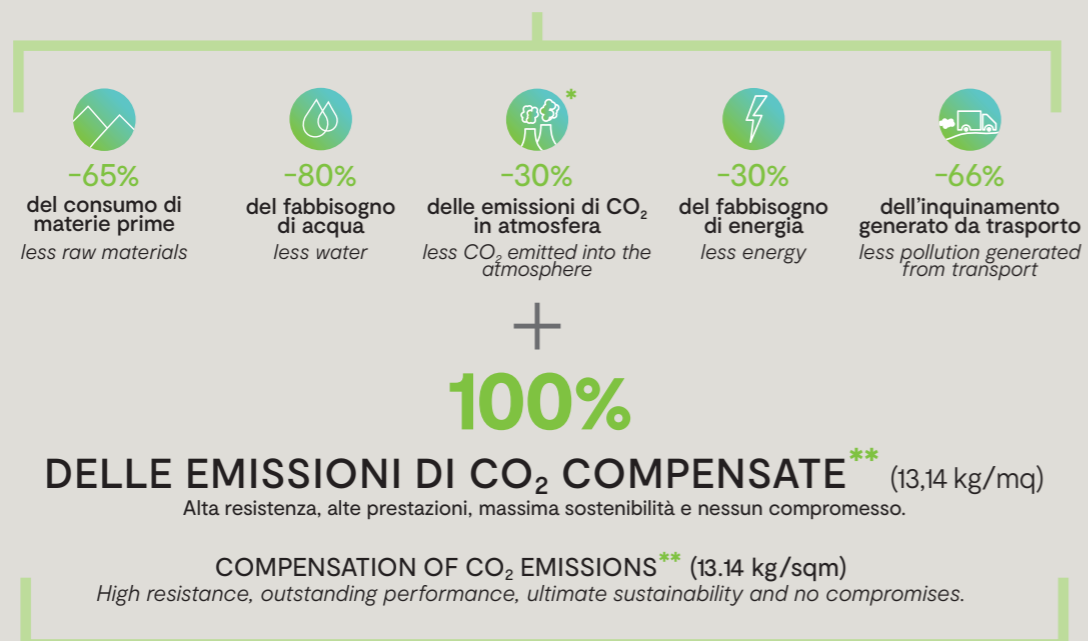 *
-65%
del consumo di
materie prime
less raw materials
-80%
del fabbisogno
di acqua
less water
-30%
delle emissioni di CO₂
in atmosfera
less CO₂ emitted into the
atmosphere
-30%
del fabbisogno
di energia
less energy
-66%
dell'inquinamento
generato da trasporto
less pollution generated
from transport
+
100%
DELLE EMISSIONI DI CO₂ COMPENSATE** (13,14 kg/mq)
Alta resistenza, alte prestazioni, massima sostenibilità e nessun compromesso.
COMPENSATION OF CO₂ EMISSIONS** (13.14 kg/sqm)
High resistance, outstanding performance, ultimate sustainability and no compromises.